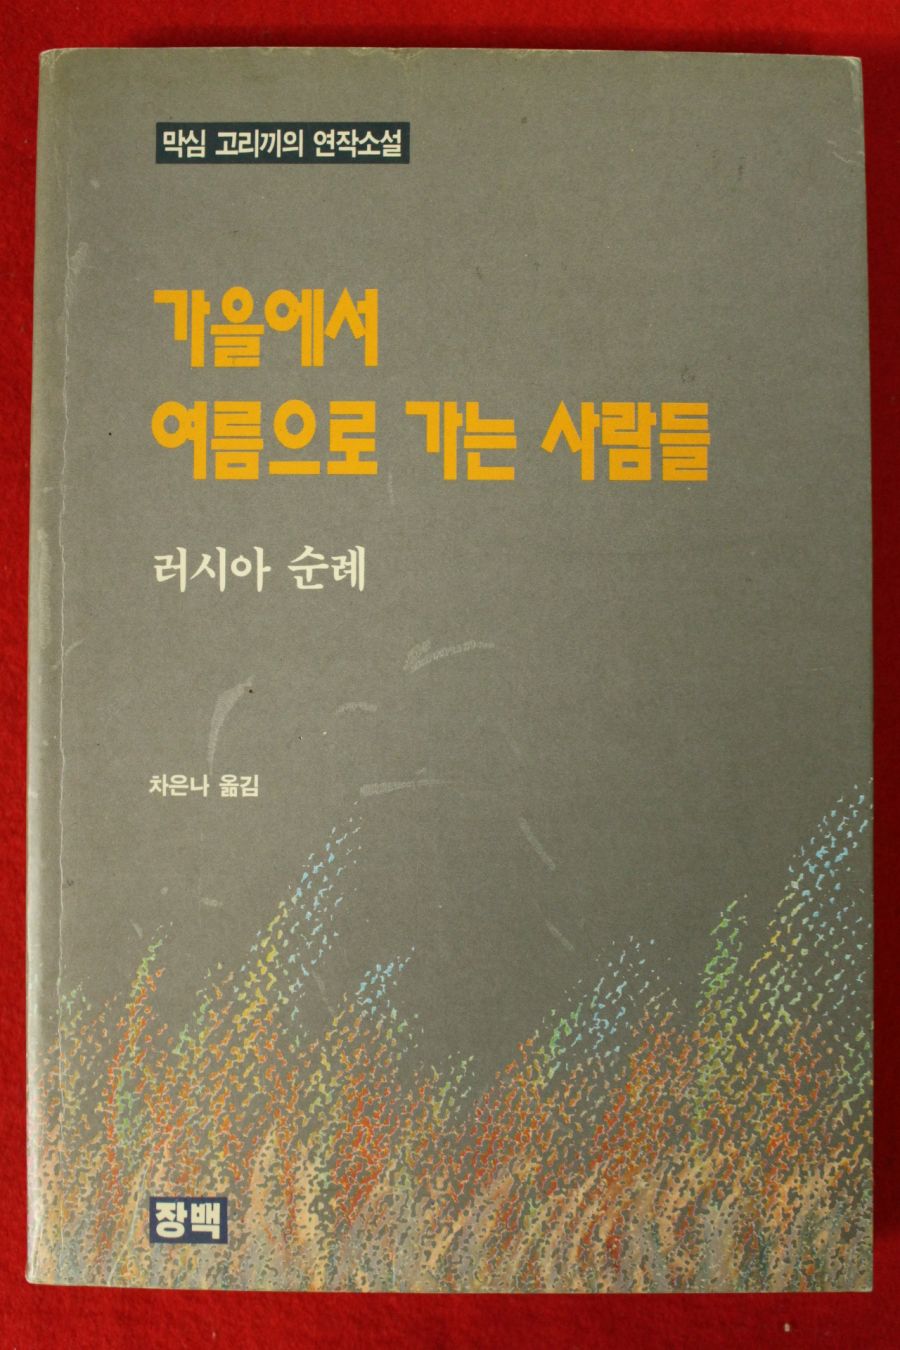 막심 고리끼의 연작소설
가을에서
여름으로 가는 사람들
러시아 순례
차은나 옮김
장백